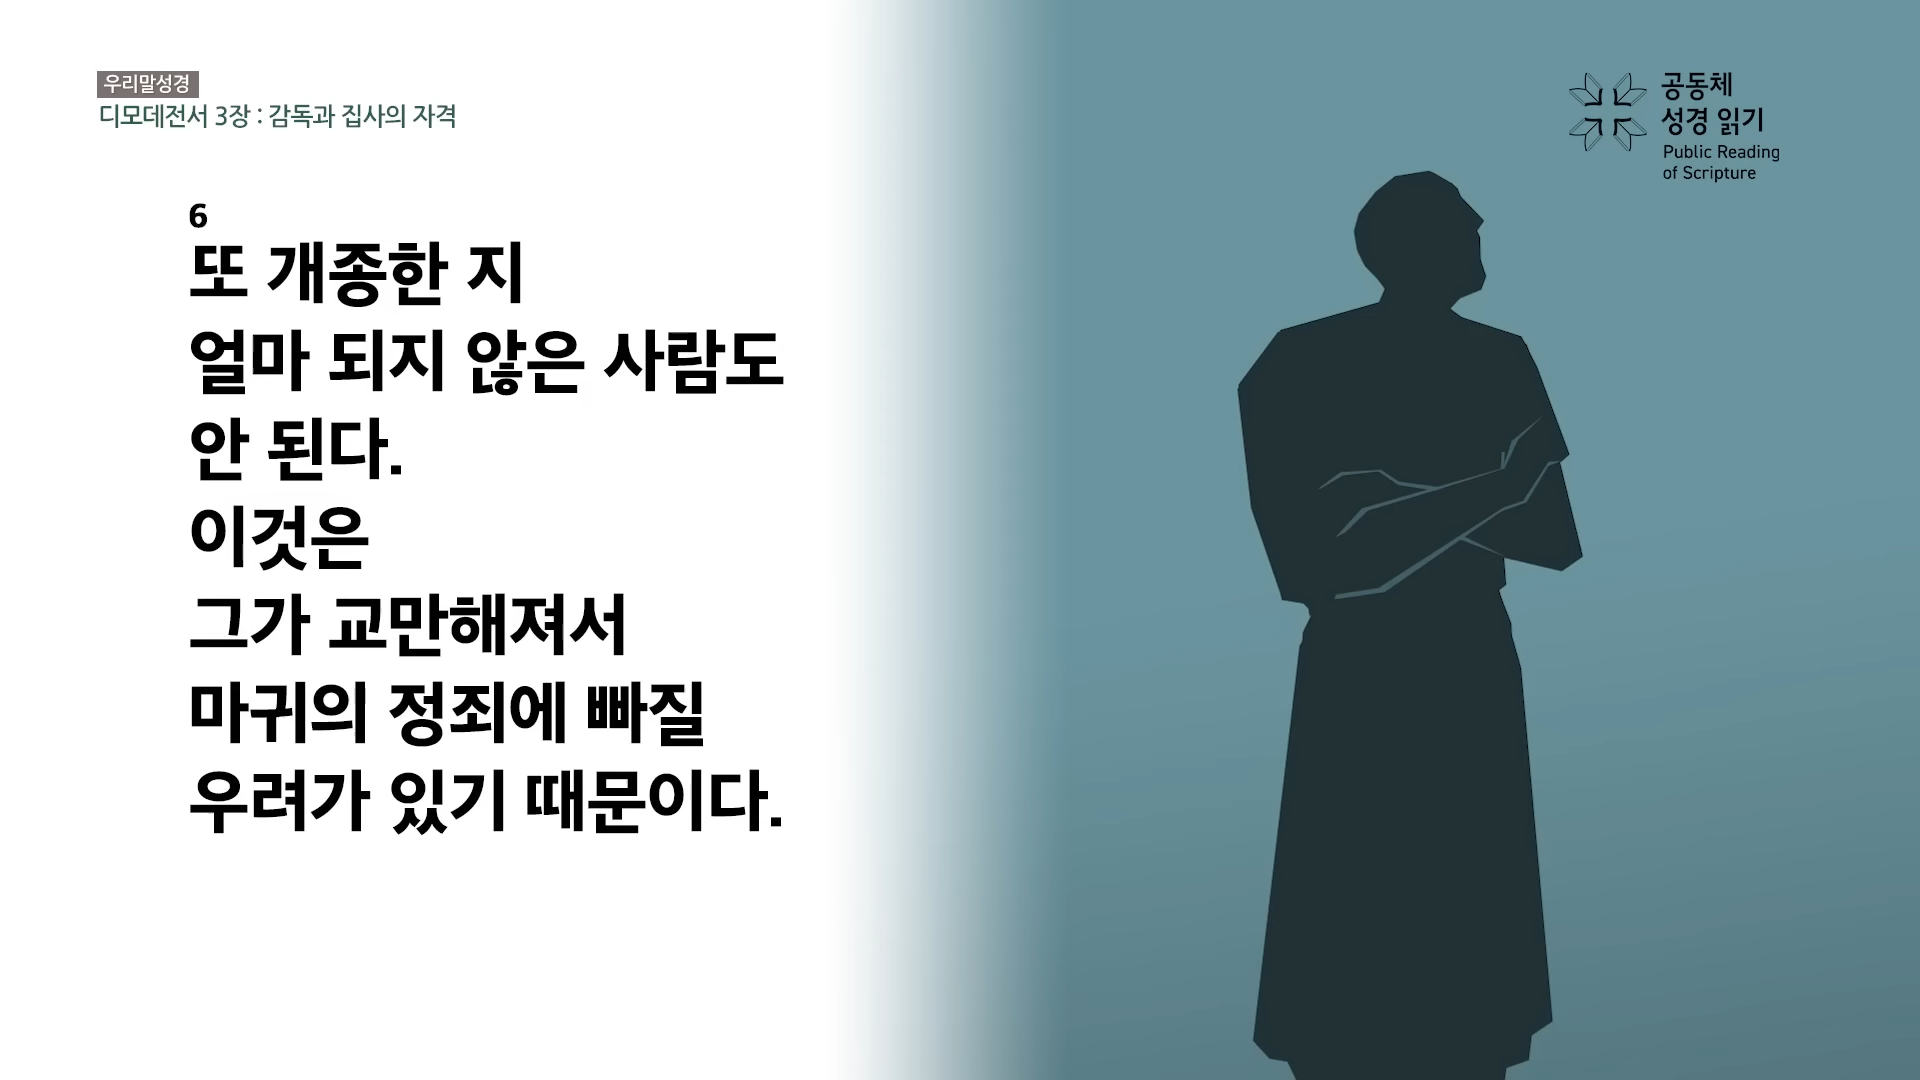 우리말성경
디모데전서 3장 : 감독과 집사의 자격
공동체
성경 읽기
Public Reading
of Scripture
6
또 개종한 지
얼마 되지 않은 사람도
안 된다.
이것은
그가 교만해져서
마귀의 정죄에 빠질
우려가 있기 때문이다.